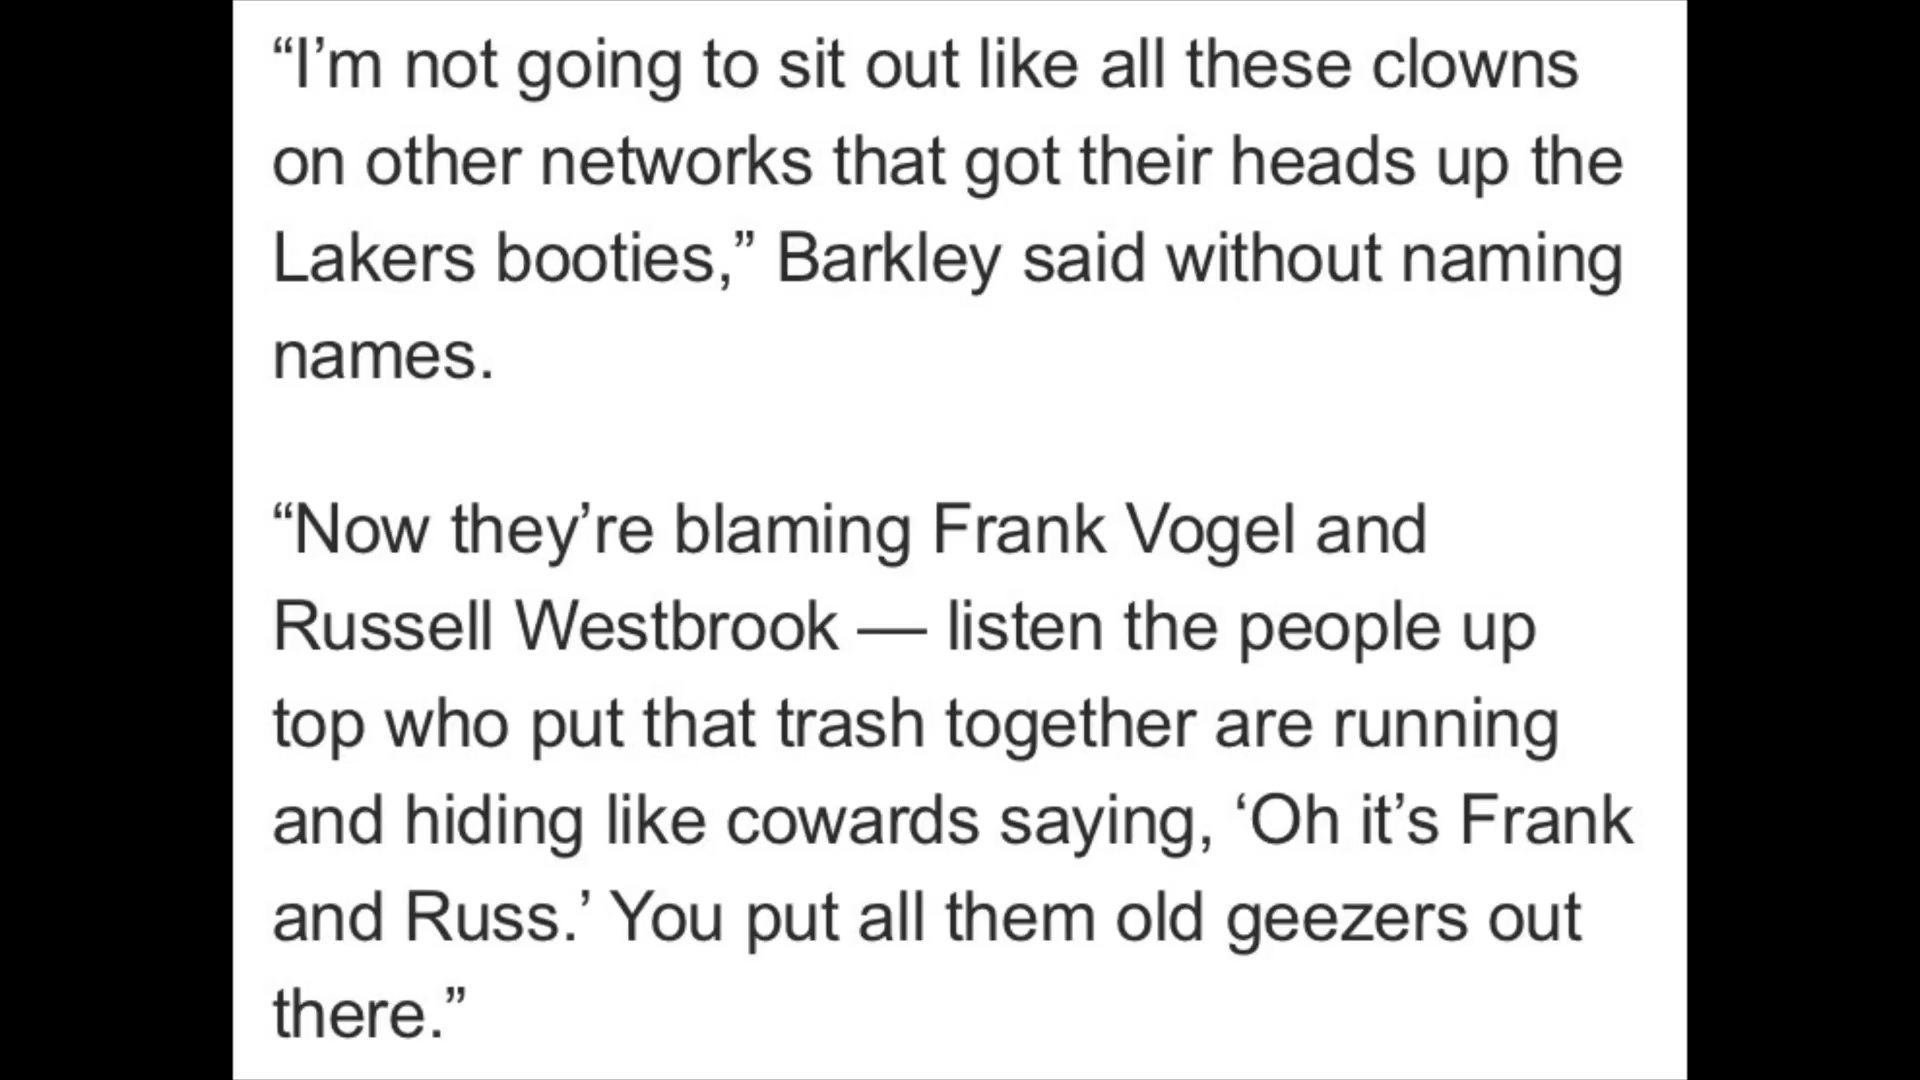 “I’m not going to sit out like all these clowns
on other networks that got their heads up the
Lakers booties,” Barkley said without naming
names.
“Now they’re blaming Frank Vogel and
Russell Westbrook — listen the people up
top who put that trash together are running
and hiding like cowards saying, ‘Oh it’s Frank
and Russ.’ You put all them old geezers out
there.”